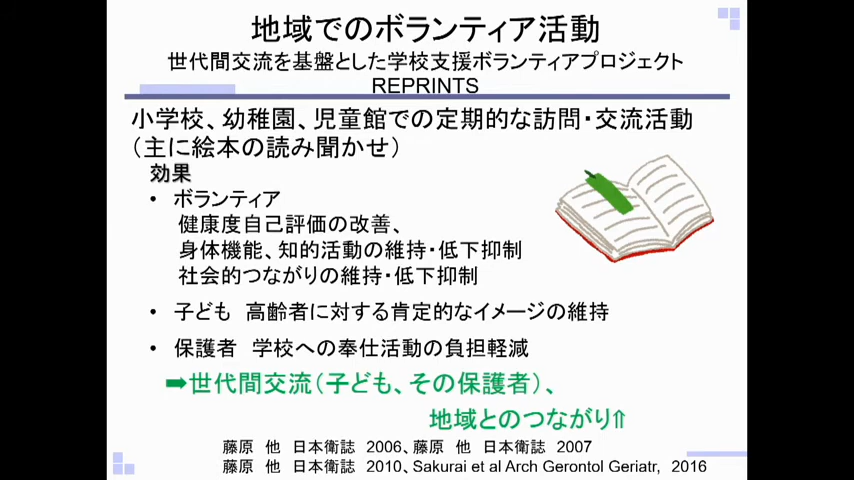 地域でのボランティア活動
世代間交流を基盤とした学校支援ボランティアプロジェクト
REPRINTS
小学校、幼稚園、児童館での定期的な訪問・交流活動
（主に絵本の読み聞かせ）
効果
• ボランティア
健康度自己評価の改善、
身体機能、知的活動の維持・低下抑制
社会的つながりの維持・低下抑制
• 子ども 高齢者に対する肯定的なイメージの維持
• 保護者 学校への奉仕活動の負担軽減
➡世代間交流（子ども、その保護者）、
地域とのつながり⇑
藤原 他 日本衛誌 2006、藤原 他 日本衛誌 2007
藤原 他 日本衛誌 2010、Sakurai et al Arch Gerontol Geriatr, 2016